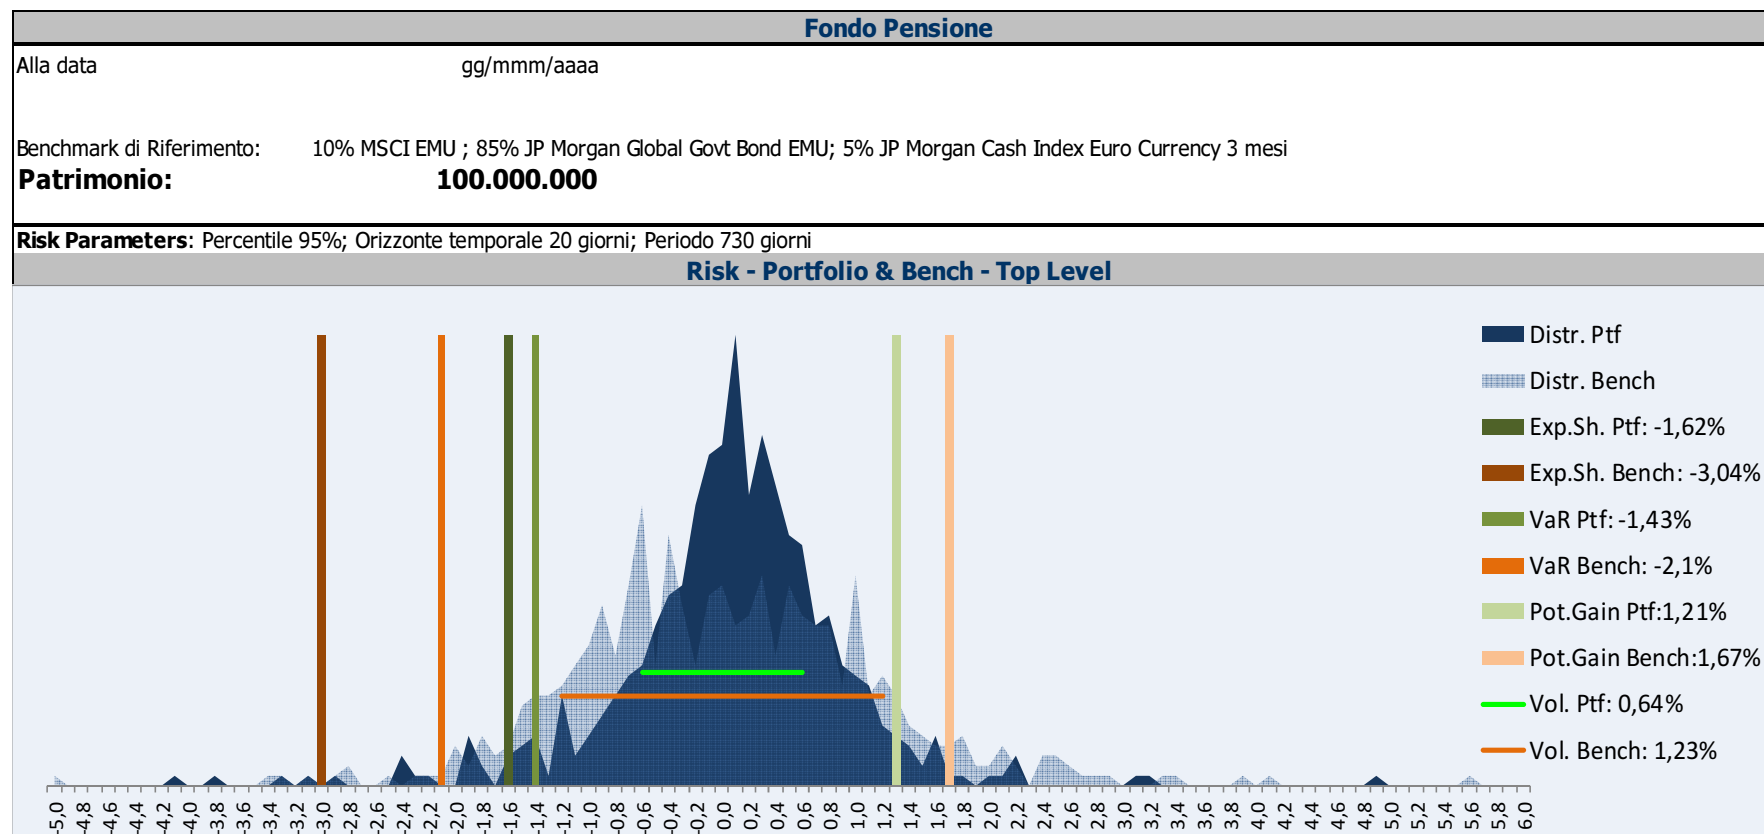 Fondo Pensione
Alla data gg/mmm/aaaa
Benchmark di Riferimento: 10% MSCI EMU ; 85% JP Morgan Global Govt Bond EMU; 5% JP Morgan Cash Index Euro Currency 3 mesi
Patrimonio: 100.000.000
Risk Parameters: Percentile 95%; Orizzonte temporale 20 giorni; Periodo 730 giorni
Risk - Portfolio & Bench - Top Level
Distr. Ptf
Distr. Bench
Exp.Sh. Ptf: -1,62%
Exp.Sh. Bench: -3,04%
VaR Ptf: -1,43%
VaR Bench: -2,1%
Pot.Gain Ptf:1,21%
Pot.Gain Bench:1,67%
Vol. Ptf: 0,64%
Vol. Bench: 1,23%
-5,0 -4,8 -4,6 -4,4 -4,2 -4,0 -3,8 -3,6 -3,4 -3,2 -3,0 -2,8 -2,6 -2,4 -2,2 -2,0 -1,8 -1,6 -1,4 -1,2 -1,0 -0,8 -0,6 -0,4 -0,2 0,0 0,2 0,4 0,6 0,8 1,0 1,2 1,4 1,6 1,8 2,0 2,2 2,4 2,6 2,8 3,0 3,2 3,4 3,6 3,8 4,0 4,2 4,4 4,6 4,8 5,0 5,2 5,4 5,6 5,8 6,0